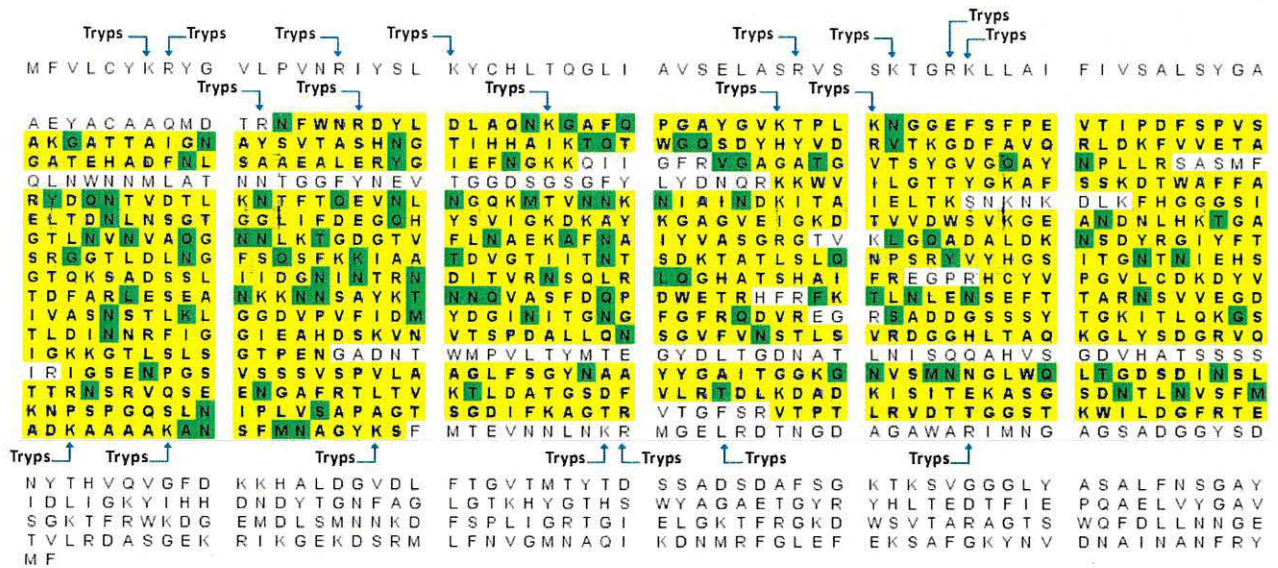 Tryps Tryps Tryps Tryps Tryps Tryps Tryps Tryps
MFVLCYKRYG VLPVNRIYSL KYCHLTQGLI AVSELASRVS SKTGRKLLAI FIVSALSYGA
Tryps Tryps Tryps Tryps Tryps
AEYACAAQMD TRNFWNRDYL DLAQNKGAFQ PGAYGVKTPL KNGGEFSFPE VTIPDFSPVS
AKGATTAIGN AYSVTASHNG TIHHAIKTQT WGQSDYHYVD RVTKGDFAVQ RLDKFVVETA
GATEHADFNL SAAEALERYG IEFNGKKQII GFRVGAGATG VTSYGVGQAY NPLLRSASMF
QLNWNNMLAT NNTGGFYNEV TGGDSGSGFY LYDNQRKKWV ILGTTYGKAF SSKDTWAFFA
RYDQNTVDTL KNTFTQEVNL NGQKMTVNNK NIAINDKITA IELTKSNKNK DLKFHGGGSI
ELTDNLNSGT GGLIFDEGQH YSVIGKDKAY KGAGVEIGKD TVVDWSVKGE ANDNLHKTGA
GTLNVNVAQG NNLKTGDGTV FLNAEKAFNA IYVASGRGTV KLGQADALDK NSDYRGIYFT
SRGGTLDLNG FSQSFKKIAA TDVGTIITNT SDKTATLSLQ NPSRYVYHGS ITGNTNIEHS
GTQKSADSSL IIDGNINTRN DITVRNSQLR LQGHATSHAI FREGPRHCYV PGVLCDKDYV
TDFARLESEA NKKNNSAYKT NNQVASFDQP DWETRHFRFK TLNLENSEFT TARNSVVEGD
IVASNSTLKL GGDVPVFIDM YDGINITGNG FGFRQDVREG RSADDGSSSY TGKITLQKGS
TLDINNRFIG GIEAHDSKVN VTSPDALLQN SGVFVNSTLS VRDGGHLTAQ KGLYSDGRVQ
IGKKGTLSLS GTPENGADNT WMPVLTYMTE GYDLTGDNAT LNISQQAHVS GDVHATSSSS
IRIGSENPGS VSSSVSPVLA AGLFSGYNAA YYGAITGGKG NVSMNNGLWQ LTGDSDINSL
TTRNSRVQSE ENGAFRTLTV KTLDATGSDF VLRTDLKDAD KISITEKASG SDNTLNVSFM
KNPSPGQSLN IPLVSAPAGT SGDIFKAGTR VTGFSRVTPT LRVDTTGGST KWILDGFRTE
ADKAAAAKAN SFMNAGYKSF MTEVNNLNKR MGELRDTNGD AGAWARIMNG AGSADGGYSD
Tryps Tryps Tryps Tryps Tryps Tryps Tryps
NYTHVQVGFD KKHALDGVDL FTGVTMTYTD SSADSDAFSG KTKSVGGGLY ASALFNSGAY
IDLIGKYIHH DNDYTGNFAG LGTKHYGTHS WYAGAETGYR YHLTEDTFIE PQAELVYGAV
SGKTFRWKDG EMDLSMNNKD FSPLIGRTGI ELGKTFRGKD WSVTARAGTS WQFDLLNNGE
TVLRDASGEK RIKGEKDSRM LFNVGMNAQI KDNMRFGLEF EKSAFGKYNV DNAINANFRY
MF